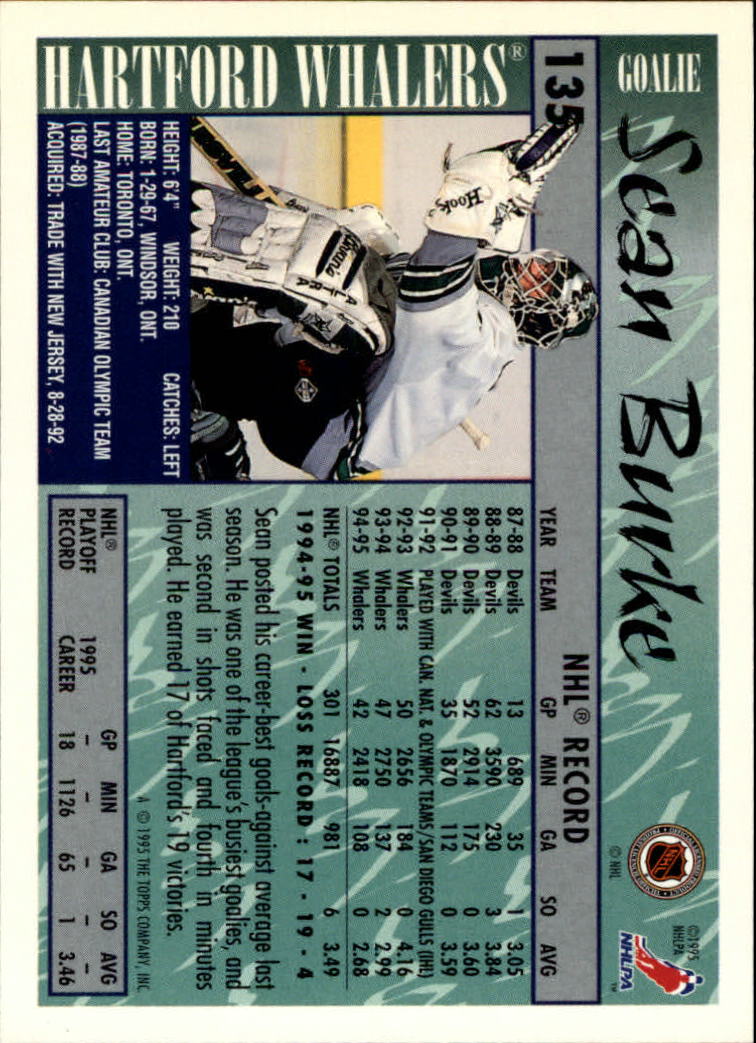 GOALIE
Sean Burke
©1995
NHLPA
NHLPA™
NHL
© NHL
135
HARTFORD WHALERS®
HEIGHT: 6'4" WEIGHT: 210 CATCHES: LEFT
BORN: 1-29-67, WINDSOR, ONT.
HOME: TORONTO, ONT.
LAST AMATEUR CLUB: CANADIAN OLYMPIC TEAM
(1987-88)
ACQUIRED: TRADE WITH NEW JERSEY, 8-28-92
NHL® RECORD
YEAR TEAM GP MIN GA SO AVG
87-88 Devils 13 689 35 1 3.05
88-89 Devils 62 3590 230 3 3.84
89-90 Devils 52 2914 175 0 3.60
90-91 Devils 35 1870 112 0 3.59
91-92 PLAYED WITH CAN. NAT. & OLYMPIC TEAMS/SAN DIEGO GULLS (IHL)
92-93 Whalers 50 2656 184 0 4.16
93-94 Whalers 47 2750 137 2 2.99
94-95 Whalers 42 2418 108 0 2.68
NHL® TOTALS 301 16887 981 6 3.49
1994-95 WIN - LOSS RECORD : 17 - 19 - 4
Sean posted his career-best goals-against average last
season. He was one of the league's busiest goalies, and
was second in shots faced and fourth in minutes
played. He earned 17 of Hartford's 19 victories.
A © 1995 THE TOPPS COMPANY, INC.
NHL® GP MIN GA SO AVG
PLAYOFF 1995 – – – – –
RECORD CAREER 18 1126 65 1 3.46